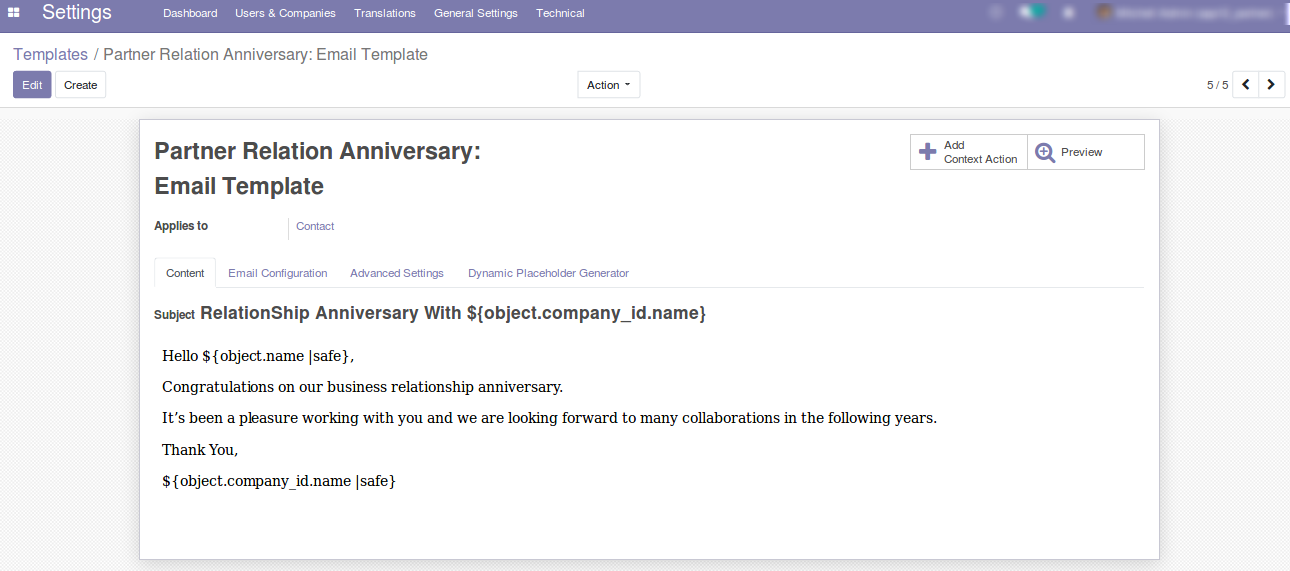 Settings Dashboard Users & Companies Translations General Settings Technical
Templates / Partner Relation Anniversary: Email Template
Edit Create Action 5 / 5
Partner Relation Anniversary:
Email Template
Add
Context Action
Preview
Applies to Contact
Content Email Configuration Advanced Settings Dynamic Placeholder Generator
Subject RelationShip Anniversary With ${object.company_id.name}
Hello ${object.name |safe},
Congratulations on our business relationship anniversary.
It’s been a pleasure working with you and we are looking forward to many collaborations in the following years.
Thank You,
${object.company_id.name |safe}